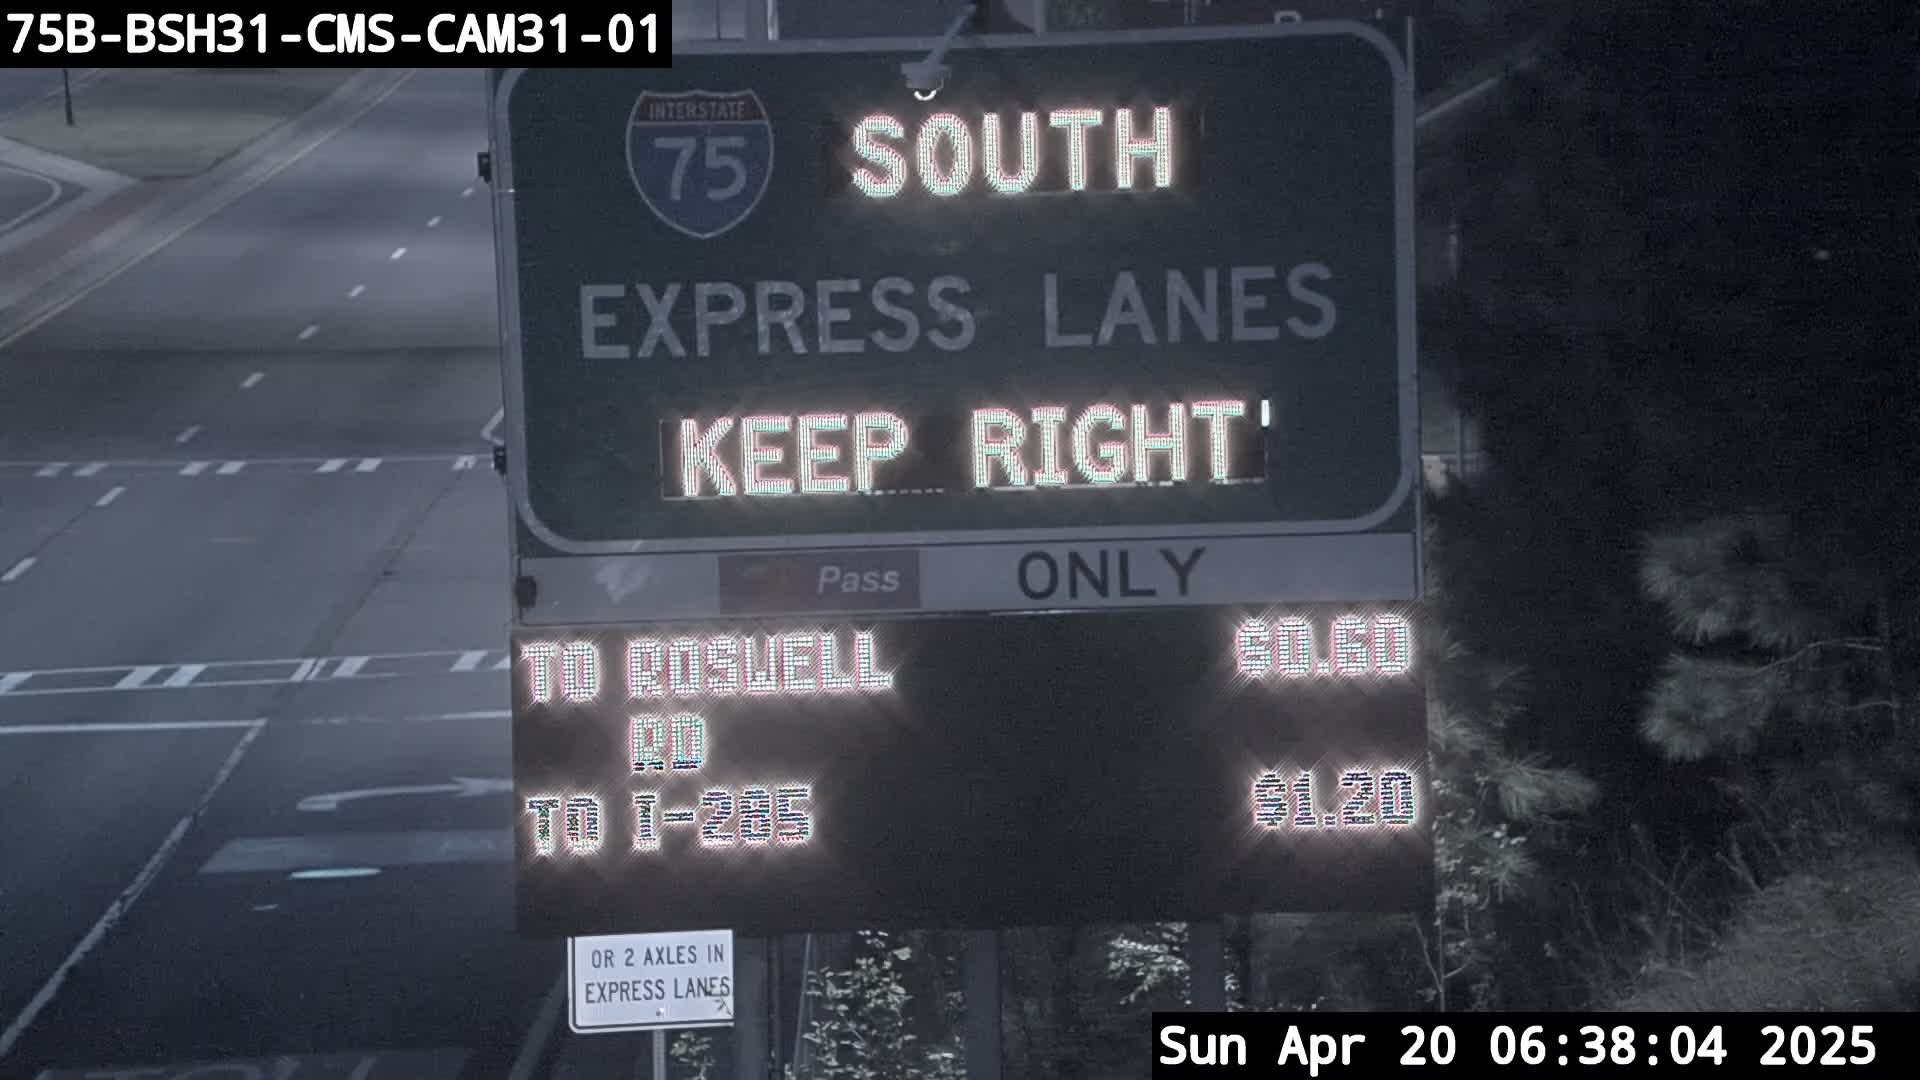 75B-BSH31-CMS-CAM31-01
INTERSTATE
75
SOUTH
EXPRESS LANES
KEEP RIGHT
Pass ONLY
TO ROSWELL $0.60
RD
TO I-285 $1.20
OR 2 AXLES IN
EXPRESS LANES
Sun Apr 20 06:38:04 2025